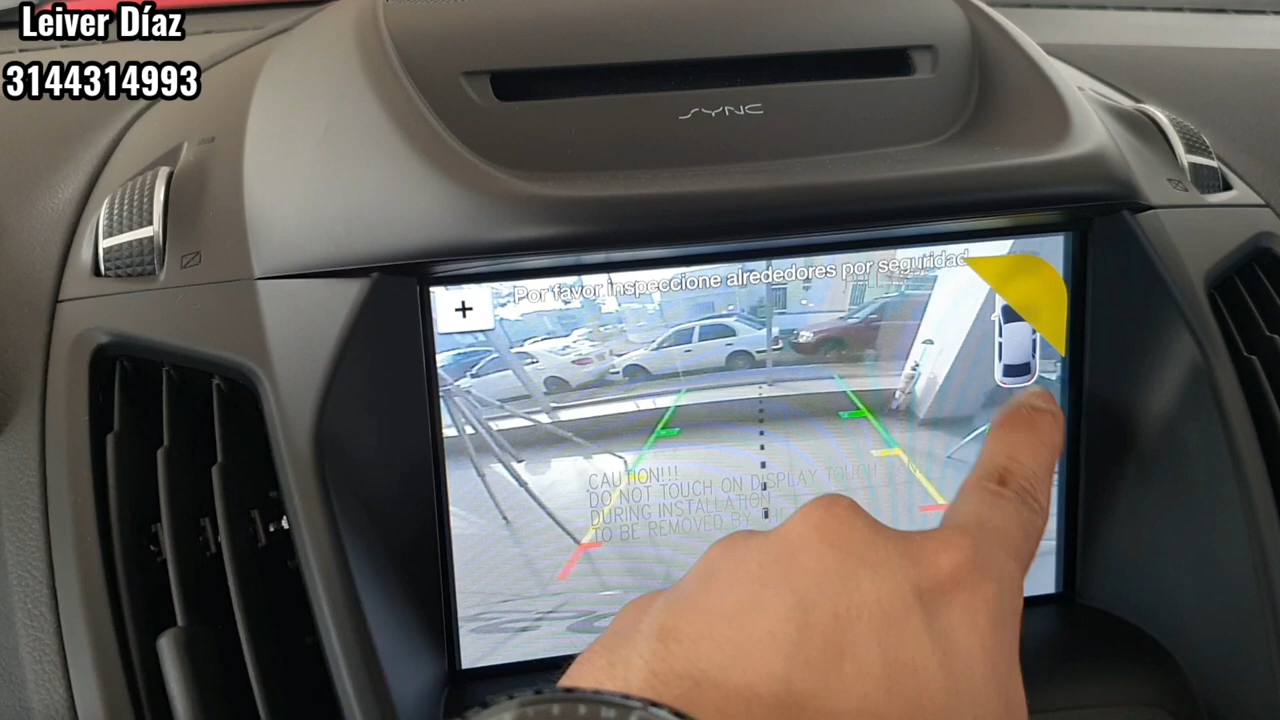 Leiver Díaz
3144314993
SYNC
+
Por favor inspeccione alrededores por seguridad
CAUTION!!!
DO NOT TOUCH ON DISPLAY TOUCH
DURING INSTALLATION
TO BE REMOVED BY THE